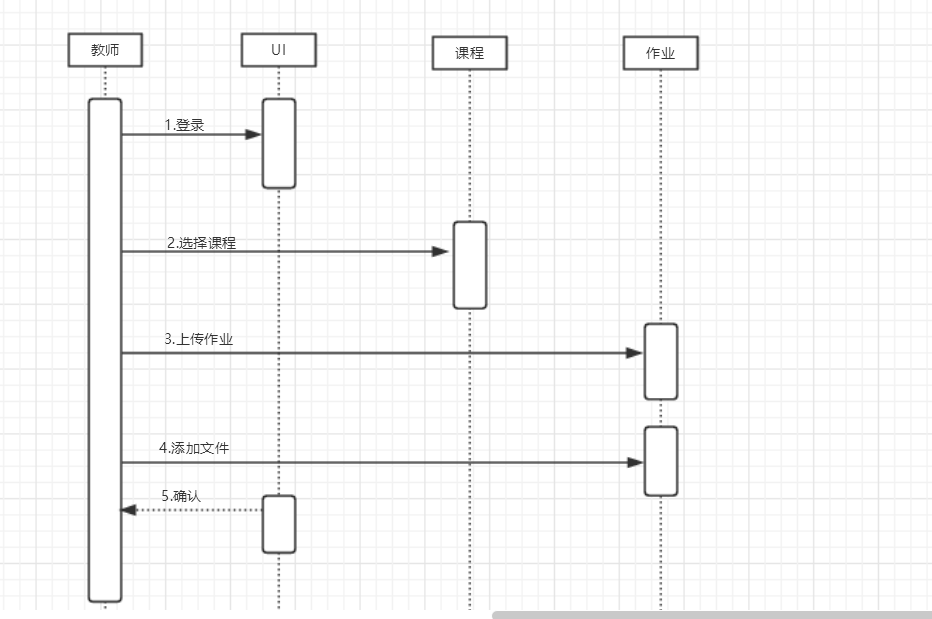 教师
UI
课程
作业
1.登录
2.选择课程
3.上传作业
4.添加文件
5.确认